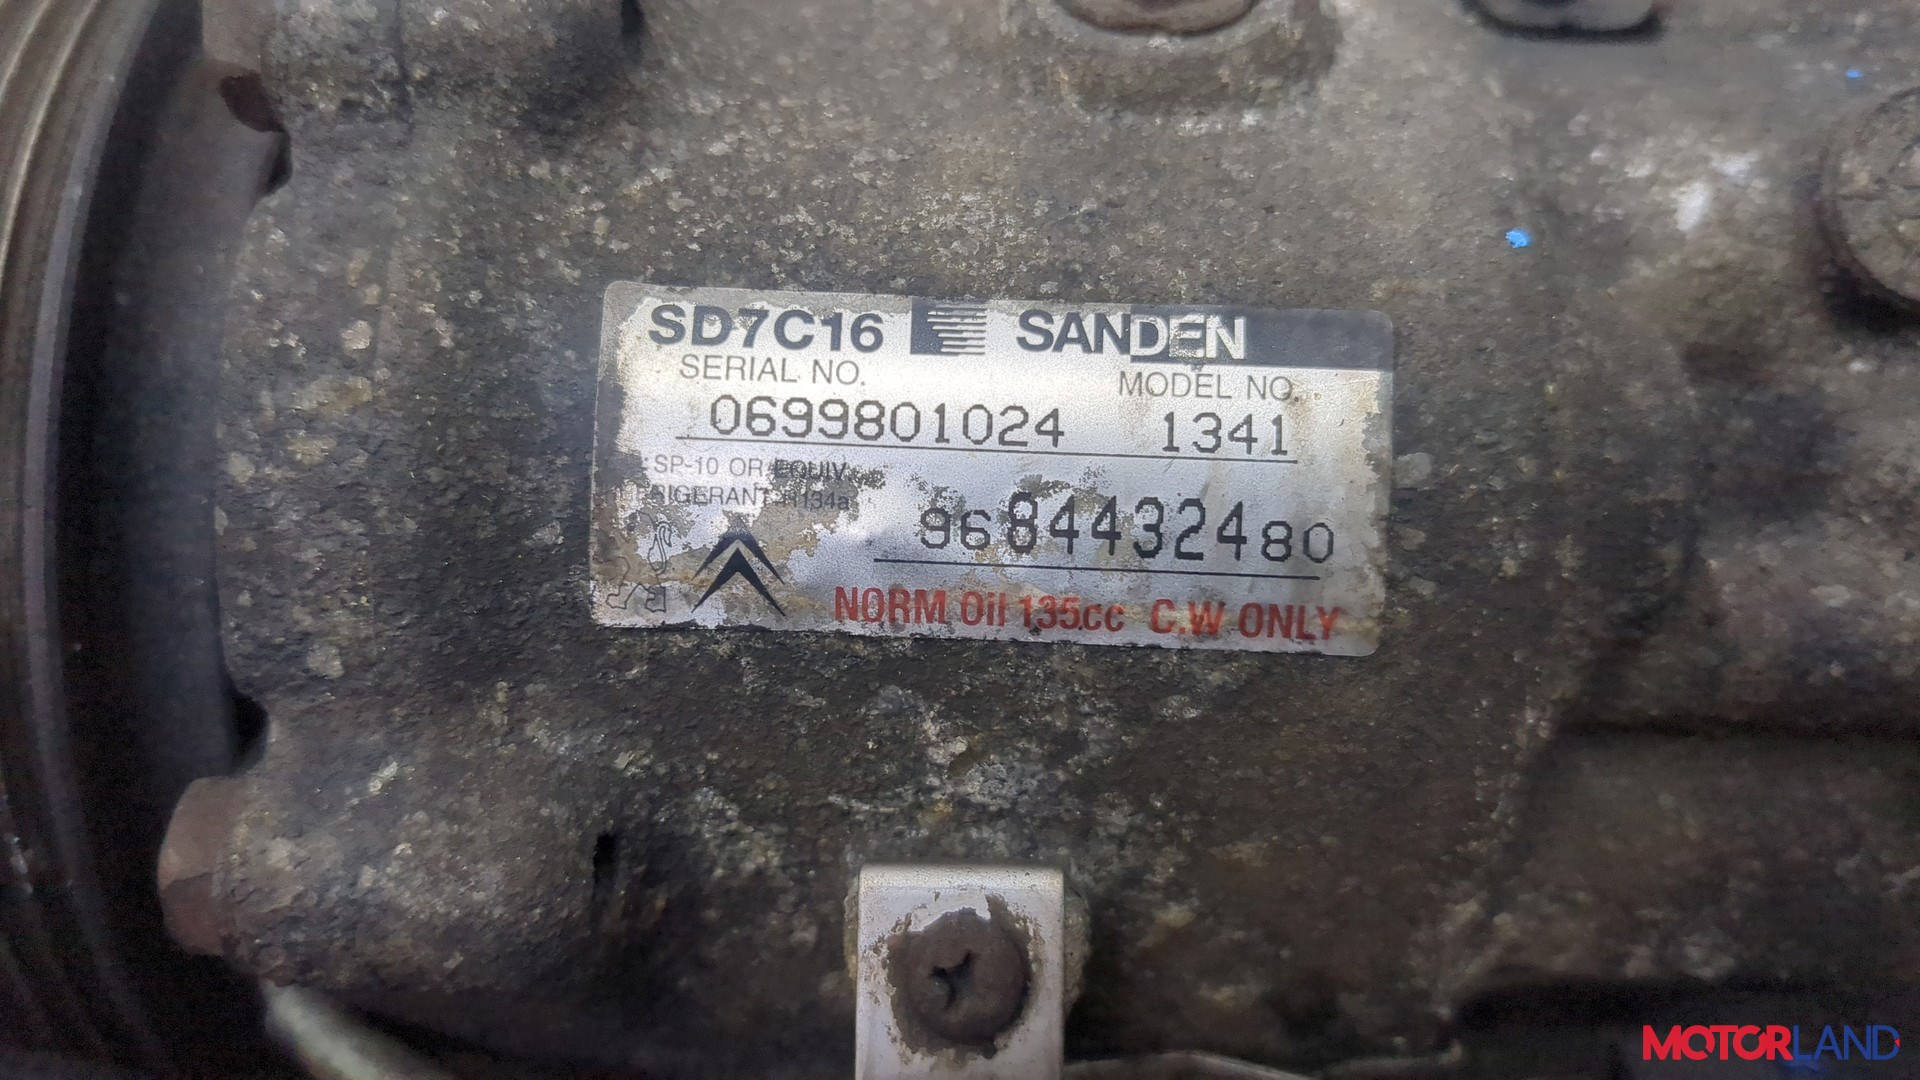 SD7C16 SANDEN
SERIAL NO. MODEL NO.
0699801024 1341
SP-10 OR EQUIV
RIGERANT R134a
9684432480
NORM Oil 135cc C.W ONLY
MOTORLAND